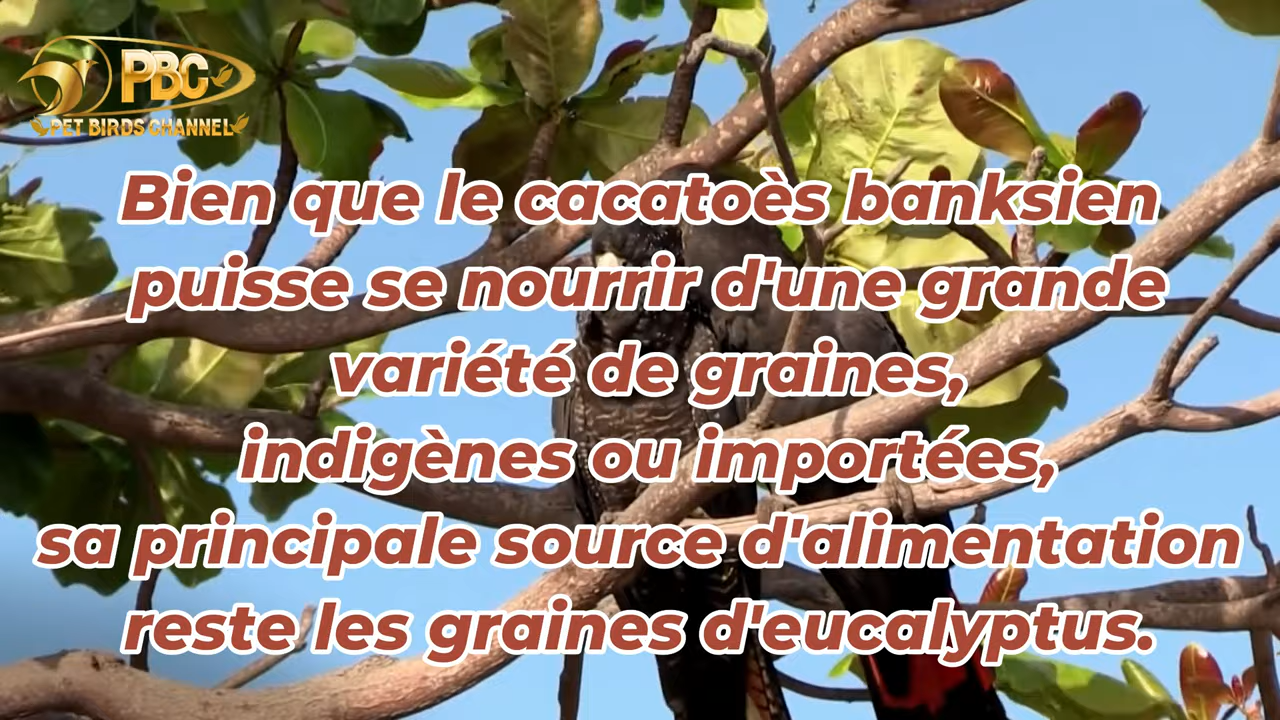 PBC
PET BIRDS CHANNEL
Bien que le cacatoès banksien
puisse se nourrir d'une grande
variété de graines,
indigènes ou importées,
sa principale source d'alimentation
reste les graines d'eucalyptus.